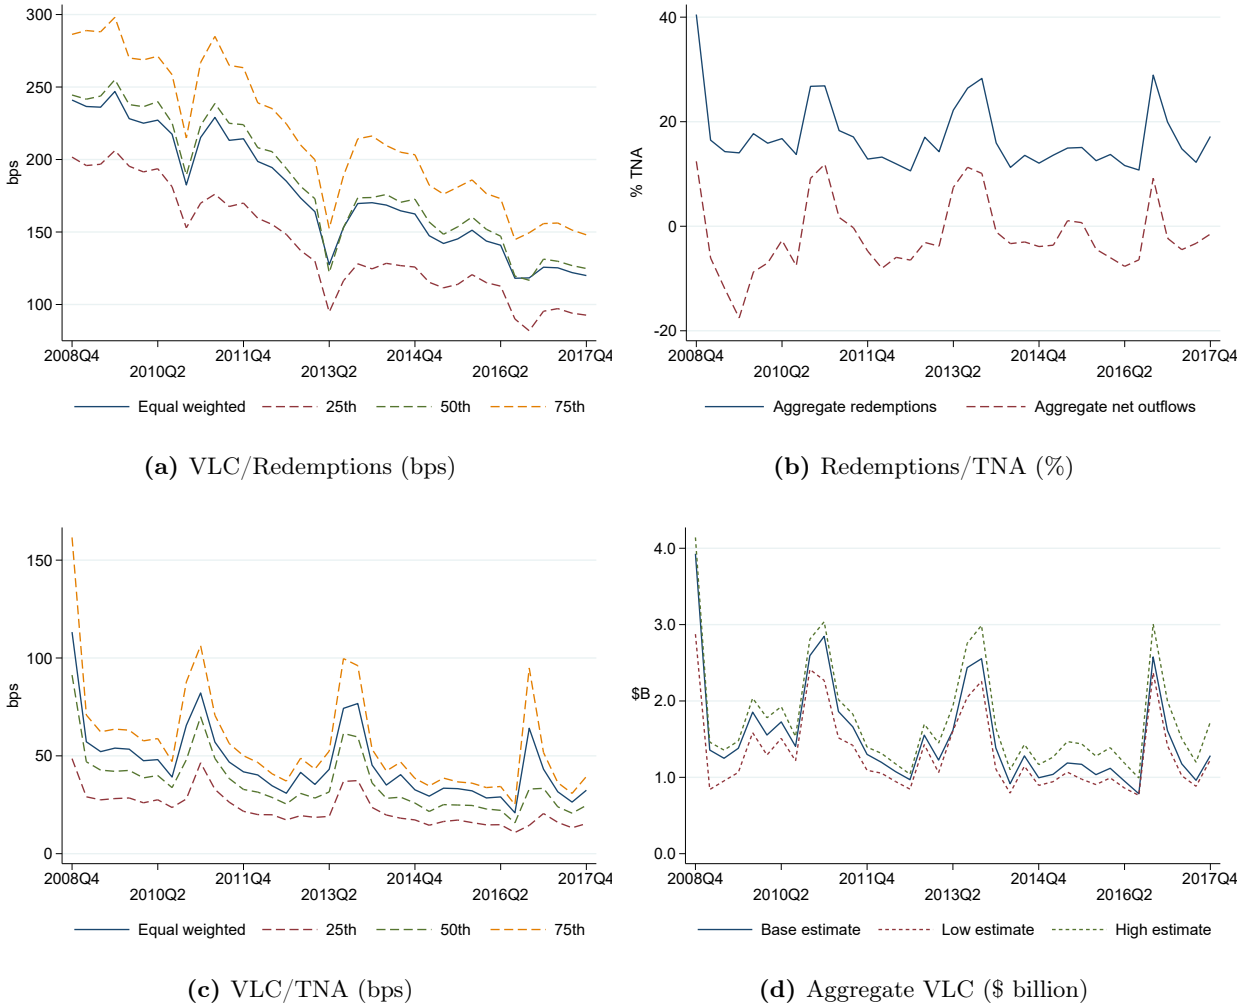 300
250
200
150
100
bps
2008Q4 2011Q4 2014Q4 2017Q4
2010Q2 2013Q2 2016Q2
Equal weighted 25th 50th 75th
(a) VLC/Redemptions (bps)
40
20
0
-20
% TNA
2008Q4 2011Q4 2014Q4 2017Q4
2010Q2 2013Q2 2016Q2
Aggregate redemptions Aggregate net outflows
(b) Redemptions/TNA (%)
150
100
50
0
bps
2008Q4 2011Q4 2014Q4 2017Q4
2010Q2 2013Q2 2016Q2
Equal weighted 25th 50th 75th
(c) VLC/TNA (bps)
4.0
3.0
2.0
1.0
0.0
$B
2008Q4 2011Q4 2014Q4 2017Q4
2010Q2 2013Q2 2016Q2
Base estimate Low estimate High estimate
(d) Aggregate VLC ($ billion)